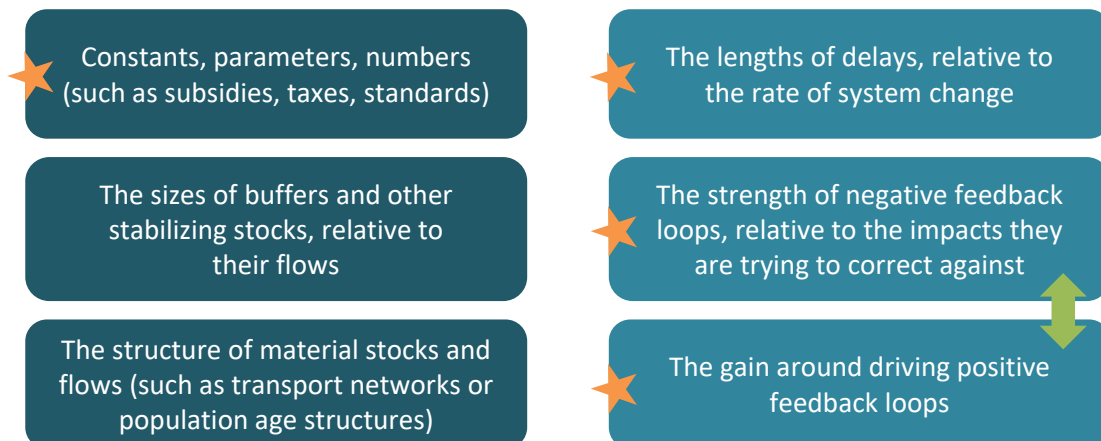 Constants, parameters, numbers
(such as subsidies, taxes, standards)
The sizes of buffers and other
stabilizing stocks, relative to
their flows
The structure of material stocks and
flows (such as transport networks or
population age structures)
The lengths of delays, relative to
the rate of system change
The strength of negative feedback
loops, relative to the impacts they
are trying to correct against
The gain around driving positive
feedback loops